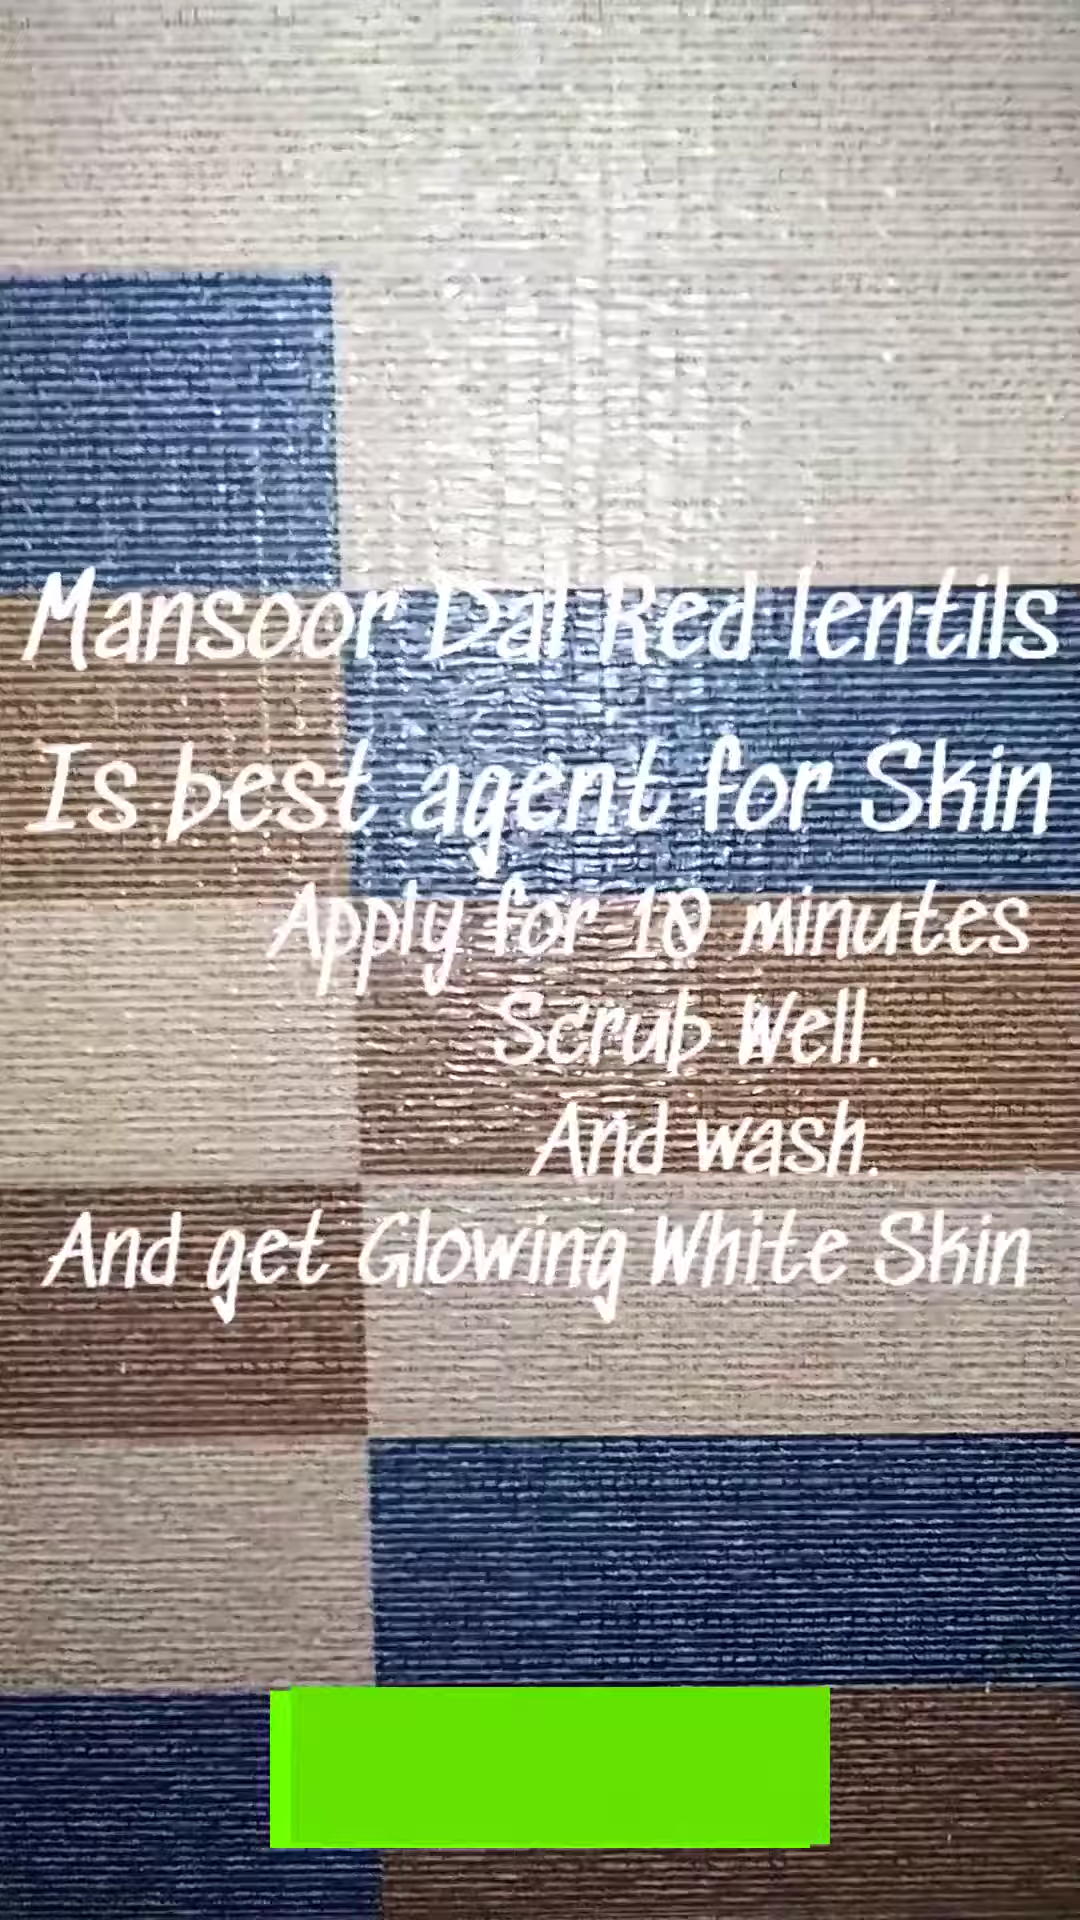 Mansoor Dal Red lentils
Is best agent for Skin
Apply for 10 minutes
Scrub Well.
And wash.
And get Glowing White Skin